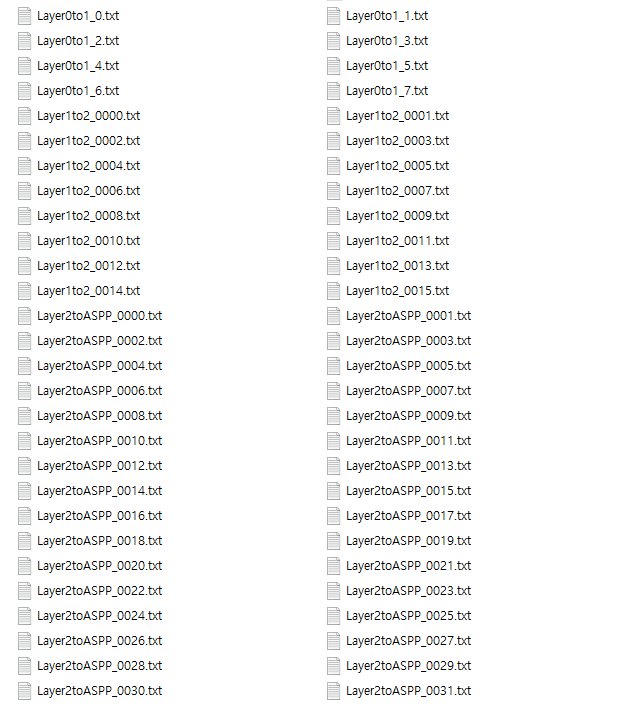 Layer0to1_0.txt
Layer0to1_1.txt
Layer0to1_2.txt
Layer0to1_3.txt
Layer0to1_4.txt
Layer0to1_5.txt
Layer0to1_6.txt
Layer0to1_7.txt
Layer1to2_0000.txt
Layer1to2_0001.txt
Layer1to2_0002.txt
Layer1to2_0003.txt
Layer1to2_0004.txt
Layer1to2_0005.txt
Layer1to2_0006.txt
Layer1to2_0007.txt
Layer1to2_0008.txt
Layer1to2_0009.txt
Layer1to2_0010.txt
Layer1to2_0011.txt
Layer1to2_0012.txt
Layer1to2_0013.txt
Layer1to2_0014.txt
Layer1to2_0015.txt
Layer2toASPP_0000.txt
Layer2toASPP_0001.txt
Layer2toASPP_0002.txt
Layer2toASPP_0003.txt
Layer2toASPP_0004.txt
Layer2toASPP_0005.txt
Layer2toASPP_0006.txt
Layer2toASPP_0007.txt
Layer2toASPP_0008.txt
Layer2toASPP_0009.txt
Layer2toASPP_0010.txt
Layer2toASPP_0011.txt
Layer2toASPP_0012.txt
Layer2toASPP_0013.txt
Layer2toASPP_0014.txt
Layer2toASPP_0015.txt
Layer2toASPP_0016.txt
Layer2toASPP_0017.txt
Layer2toASPP_0018.txt
Layer2toASPP_0019.txt
Layer2toASPP_0020.txt
Layer2toASPP_0021.txt
Layer2toASPP_0022.txt
Layer2toASPP_0023.txt
Layer2toASPP_0024.txt
Layer2toASPP_0025.txt
Layer2toASPP_0026.txt
Layer2toASPP_0027.txt
Layer2toASPP_0028.txt
Layer2toASPP_0029.txt
Layer2toASPP_0030.txt
Layer2toASPP_0031.txt